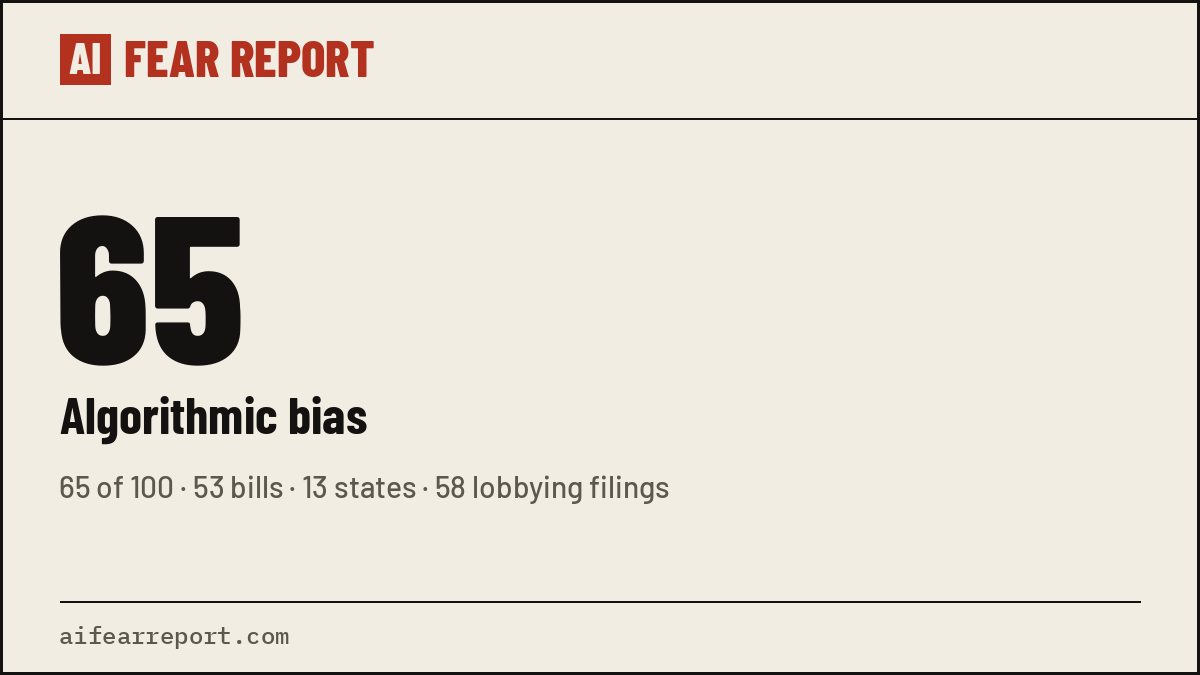 AI FEAR REPORT
65
Algorithmic bias
65 of 100 · 53 bills · 13 states · 58 lobbying filings
aifearreport.com